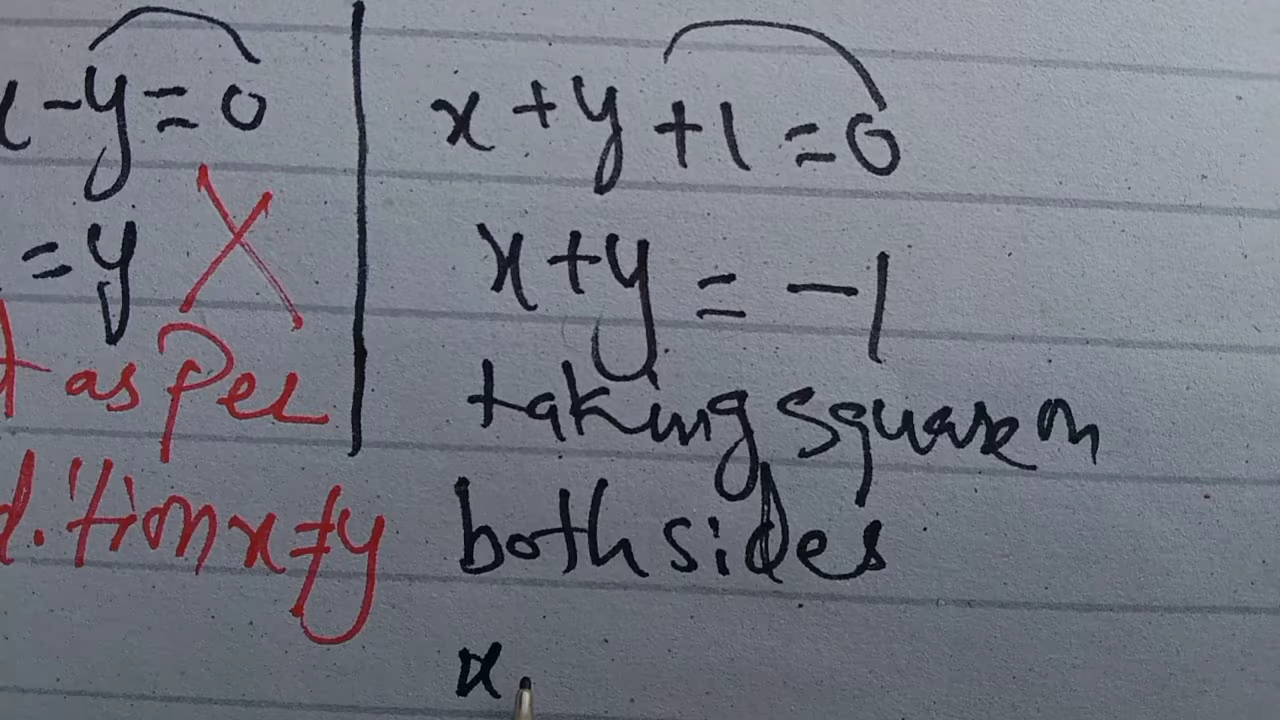 x - y = 0
= y
as per
d.'tion x ≠ y
x + y + 1 = 0
x + y = - 1
taking square on
both sides
x